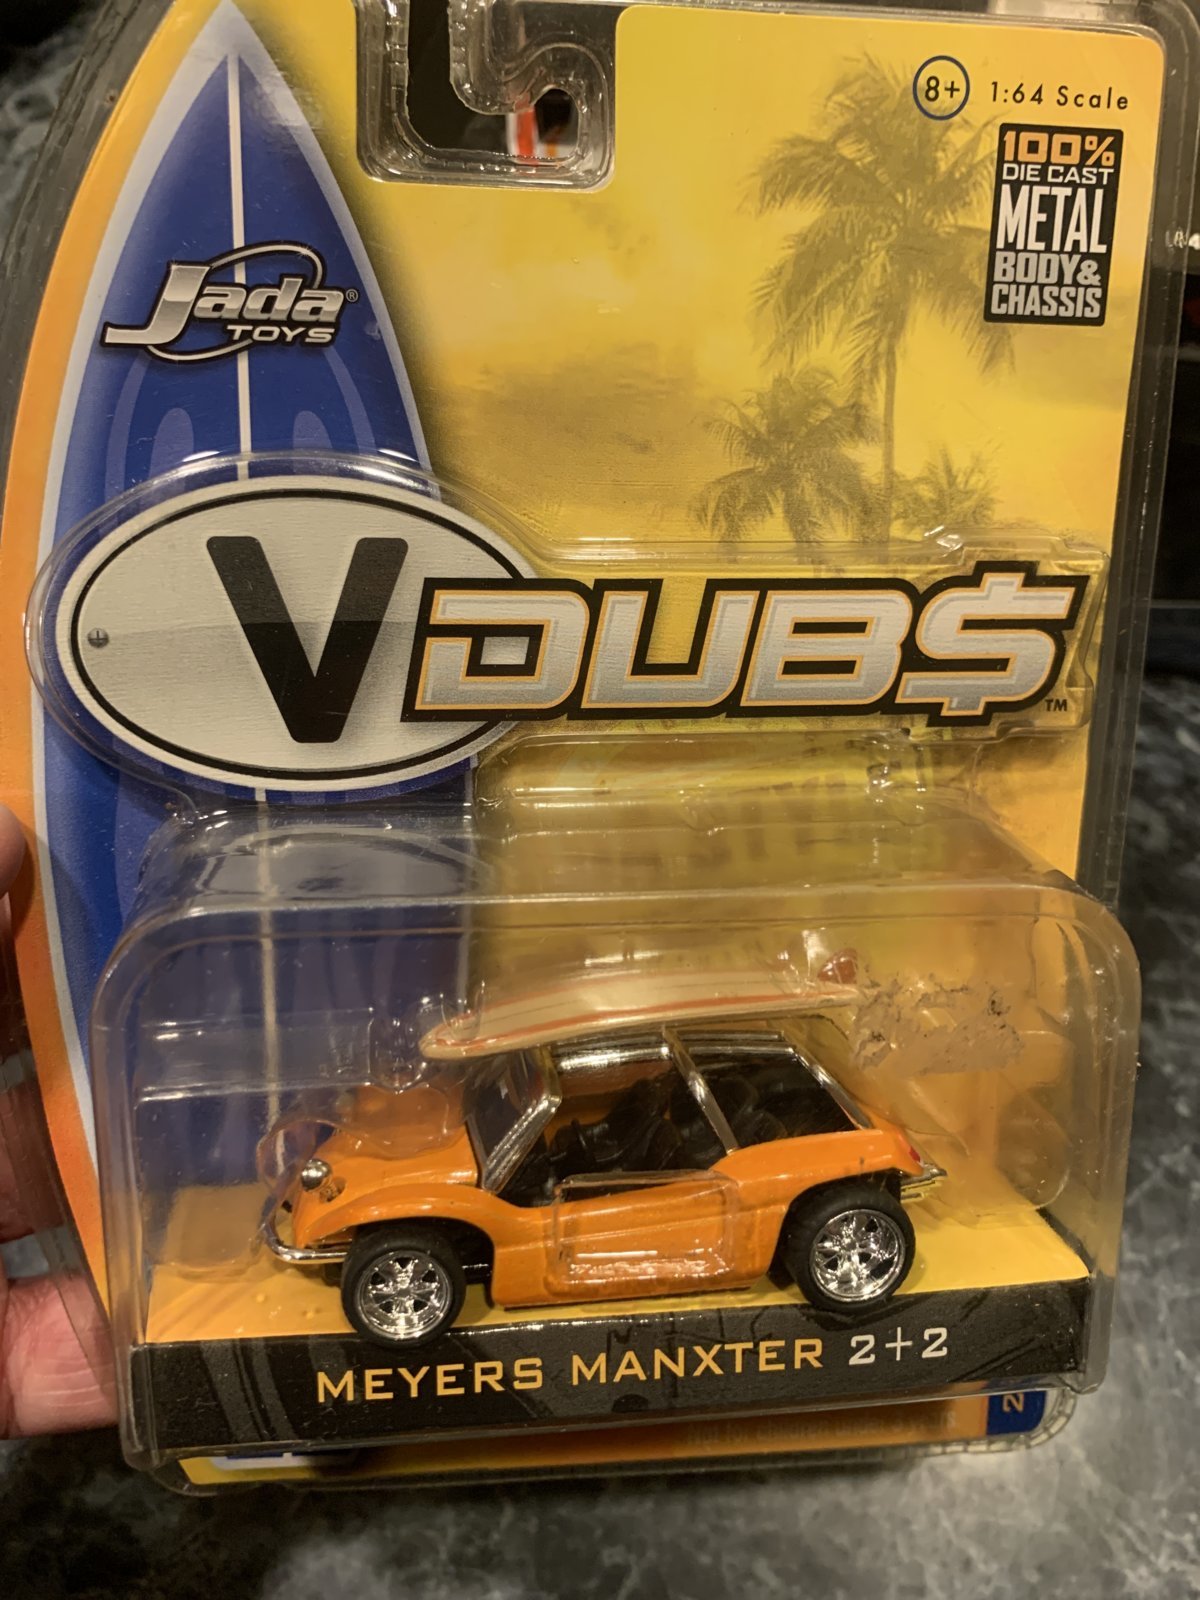 8+ 1:64 Scale
100%
DIE CAST
METAL
BODY&
CHASSIS
Jada®
TOYS
V DUB$™
MEYERS MANXTER 2+2